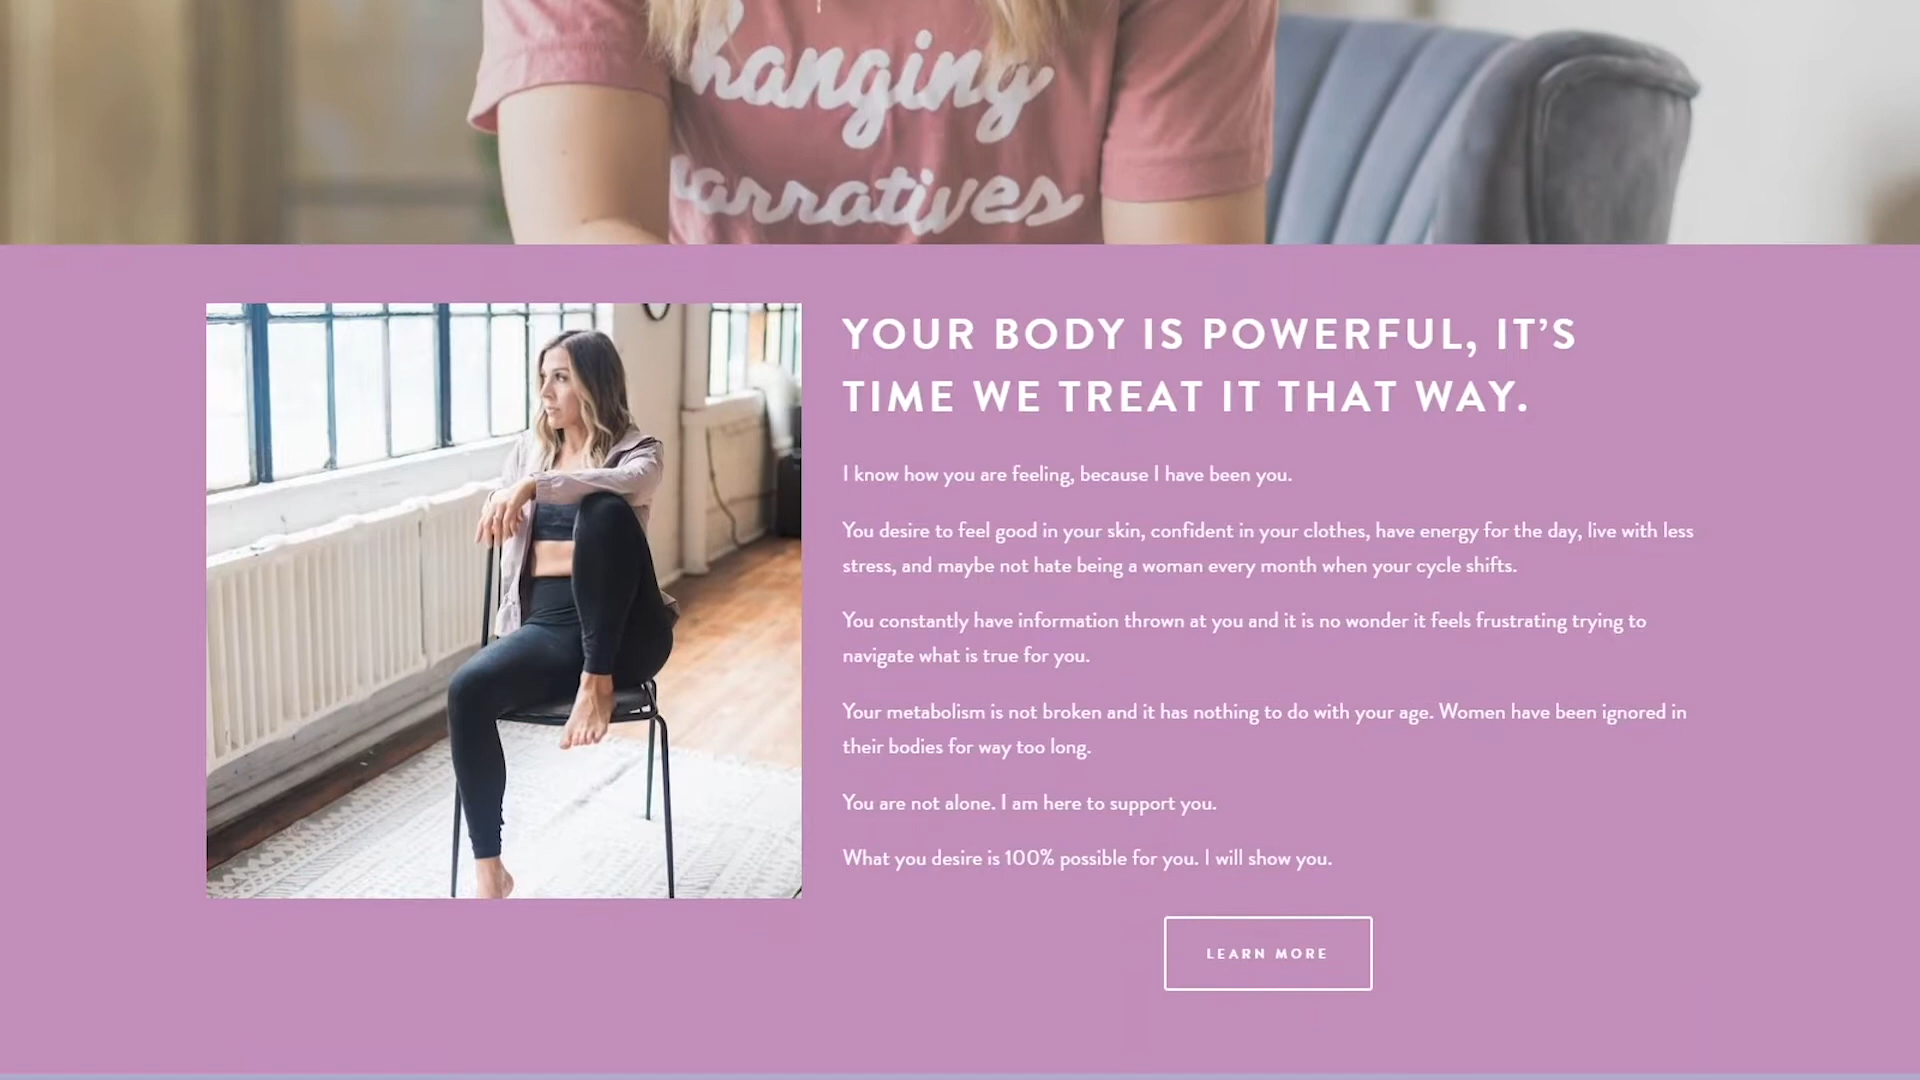 hanging
narratives
YOUR BODY IS POWERFUL, IT’S
TIME WE TREAT IT THAT WAY.
I know how you are feeling, because I have been you.
You desire to feel good in your skin, confident in your clothes, have energy for the day, live with less
stress, and maybe not hate being a woman every month when your cycle shifts.
You constantly have information thrown at you and it is no wonder it feels frustrating trying to
navigate what is true for you.
Your metabolism is not broken and it has nothing to do with your age. Women have been ignored in
their bodies for way too long.
You are not alone. I am here to support you.
What you desire is 100% possible for you. I will show you.
LEARN MORE